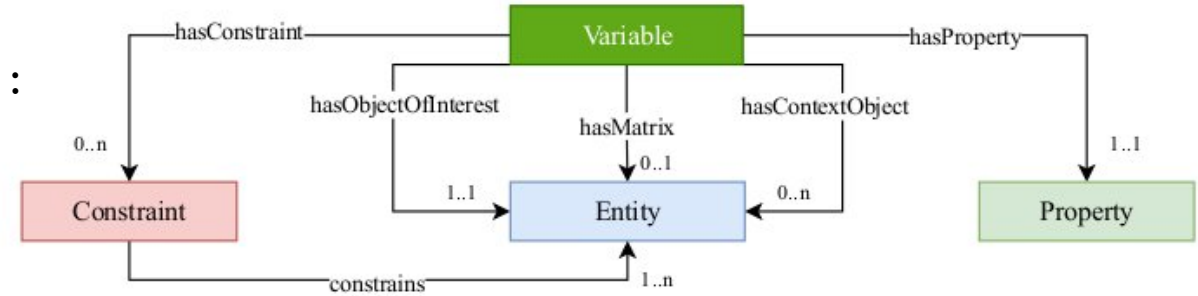 Variable
hasConstraint
hasProperty
:
hasObjectOfInterest
hasContextObject
hasMatrix
0..n
1..1
0..1
1..1
0..n
Constraint
Entity
Property
constrains
1..n